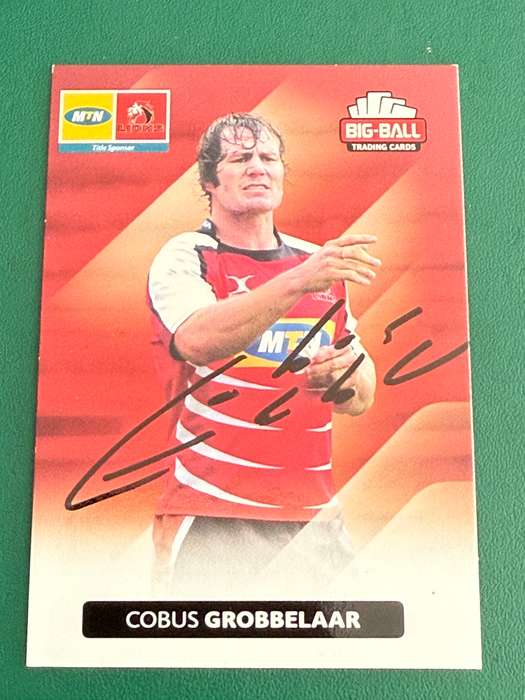 MTN
LIONS
Title Sponsor
BIG-BALL
TRADING CARDS
MTN
COBUS GROBBELAAR